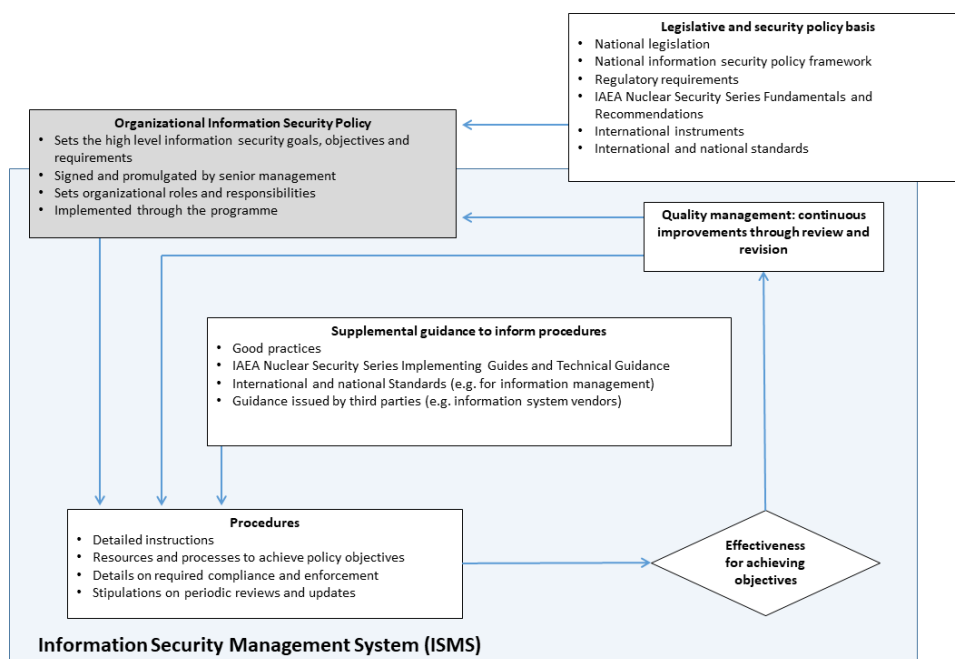 Legislative and security policy basis
• National legislation
• National information security policy framework
• Regulatory requirements
• IAEA Nuclear Security Series Fundamentals and
Recommendations
• International instruments
• International and national standards
Organizational Information Security Policy
• Sets the high level information security goals, objectives and
requirements
• Signed and promulgated by senior management
• Sets organizational roles and responsibilities
• Implemented through the programme
Quality management: continuous
improvements through review and
revision
Supplemental guidance to inform procedures
• Good practices
• IAEA Nuclear Security Series Implementing Guides and Technical Guidance
• International and national Standards (e.g. for information management)
• Guidance issued by third parties (e.g. information system vendors)
Procedures
• Detailed instructions
• Resources and processes to achieve policy objectives
• Details on required compliance and enforcement
• Stipulations on periodic reviews and updates
Effectiveness
for achieving
objectives
Information Security Management System (ISMS)